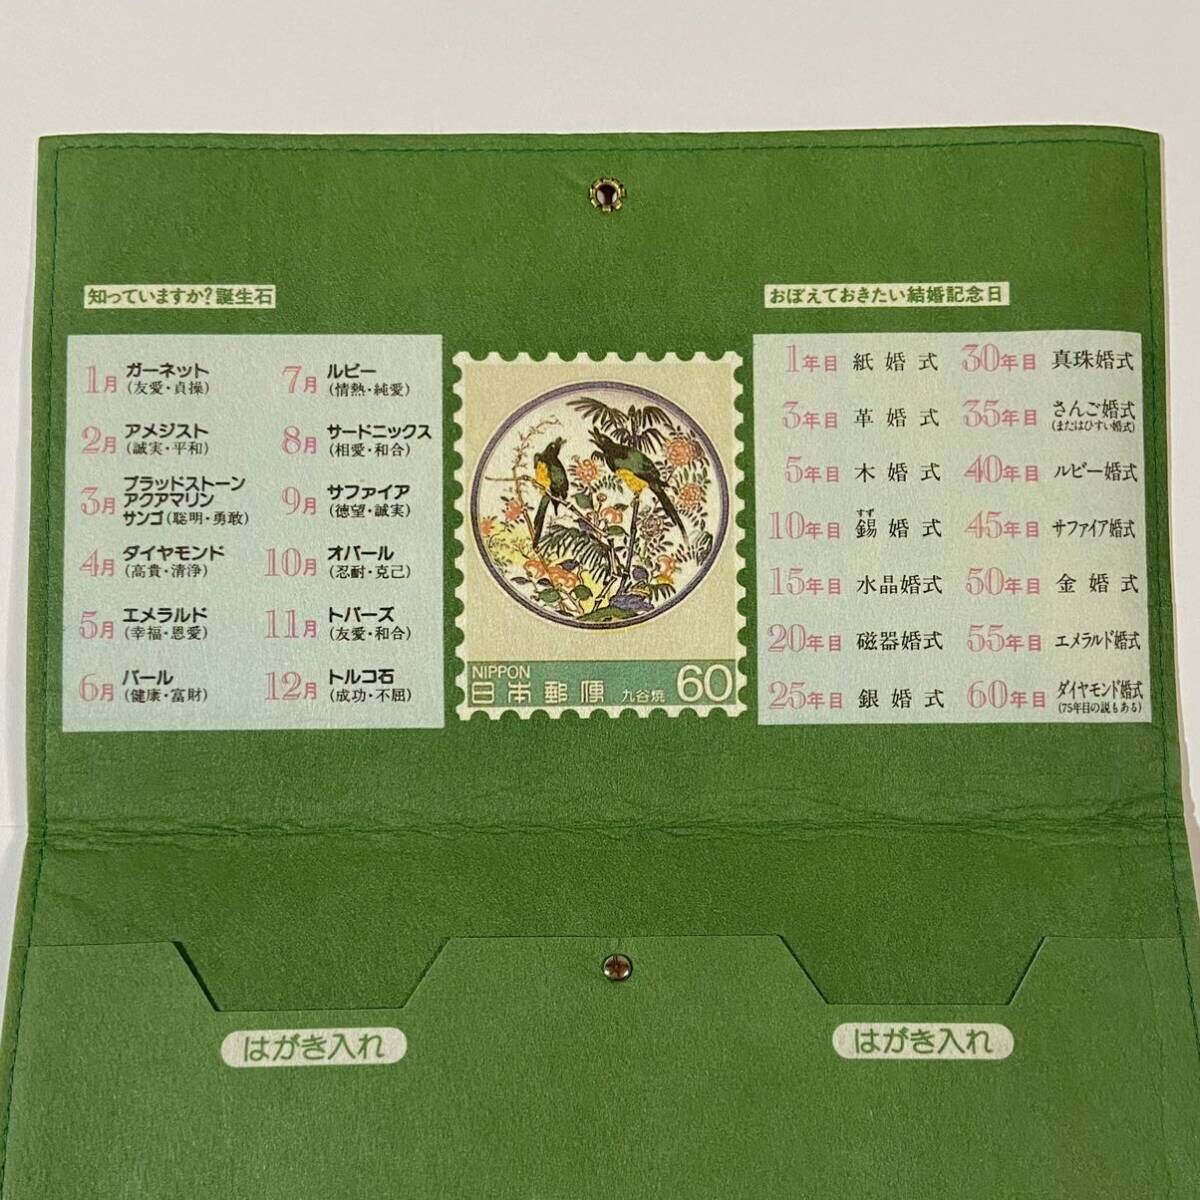 知っていますか?誕生石
1月 ガーネット
(友愛・貞操)
2月 アメジスト
(誠実・平和)
3月 ブラッドストーン
アクアマリン
サンゴ(聡明・勇敢)
4月 ダイヤモンド
(高貴・清浄)
5月 エメラルド
(幸福・恩愛)
6月 パール
(健康・富財)
7月 ルビー
(情熱・純愛)
8月 サードニックス
(相愛・和合)
9月 サファイア
(徳望・誠実)
10月 オパール
(忍耐・克己)
11月 トパーズ
(友愛・和合)
12月 トルコ石
(成功・不屈)
NIPPON
日本郵便 九谷焼 60
おぼえておきたい結婚記念日
1年目 紙婚式
3年目 革婚式
5年目 木婚式
すず
10年目 錫婚式
15年目 水晶婚式
20年目 磁器婚式
25年目 銀婚式
30年目 真珠婚式
35年目 さんご婚式
(またはひすい婚式)
40年目 ルビー婚式
45年目 サファイア婚式
50年目 金婚式
55年目 エメラルド婚式
60年目 ダイヤモンド婚式
(75年目の説もある)
はがき入れ
はがき入れ